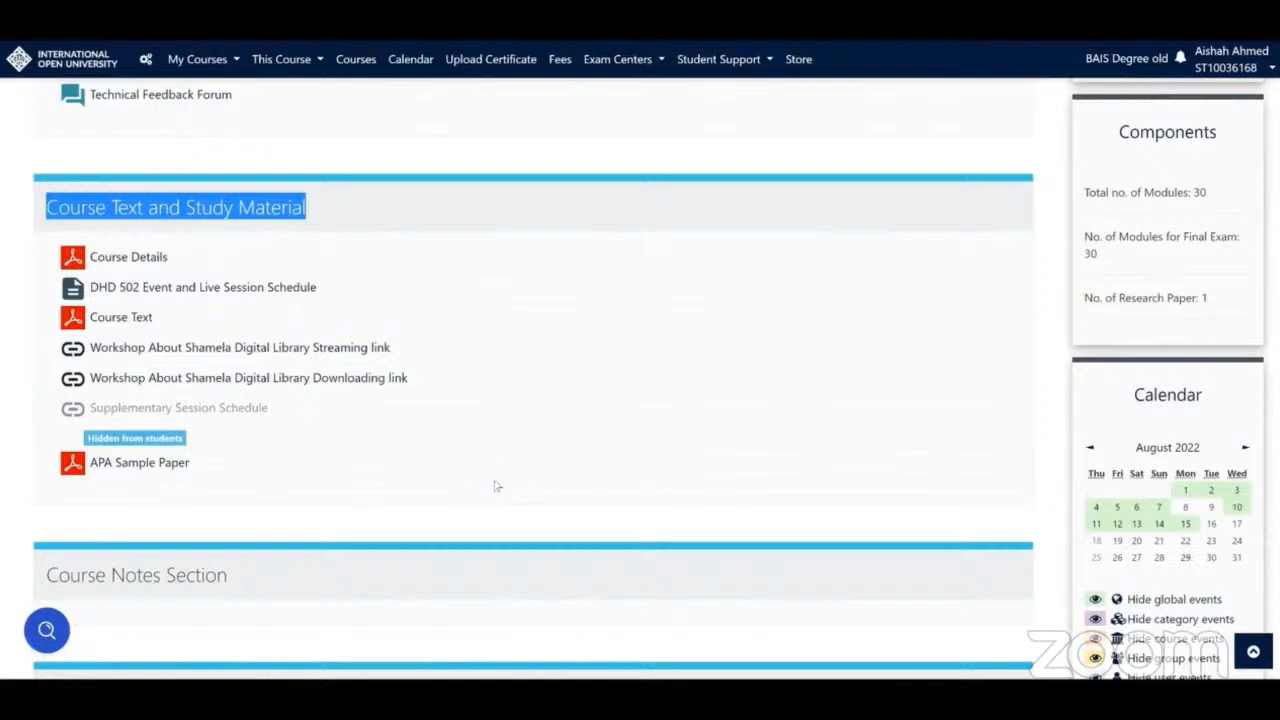 INTERNATIONAL
OPEN UNIVERSITY
My Courses
This Course
Courses
Calendar
Upload Certificate
Fees
Exam Centers
Student Support
Store
BAIS Degree old
Aishah Ahmed
ST10036168
Technical Feedback Forum
Course Text and Study Material
Course Details
DHD 502 Event and Live Session Schedule
Course Text
Workshop About Shamela Digital Library Streaming link
Workshop About Shamela Digital Library Downloading link
Supplementary Session Schedule
Hidden from students
APA Sample Paper
Course Notes Section
Components
Total no. of Modules: 30
No. of Modules for Final Exam:
30
No. of Research Paper: 1
Calendar
August 2022
Thu Fri Sat Sun Mon Tue Wed
1 2 3
4 5 6 7 8 9 10
11 12 13 14 15 16 17
18 19 20 21 22 23 24
25 26 27 28 29 30 31
Hide global events
Hide category events
Hide course events
Hide group events
Hide user events
zoom